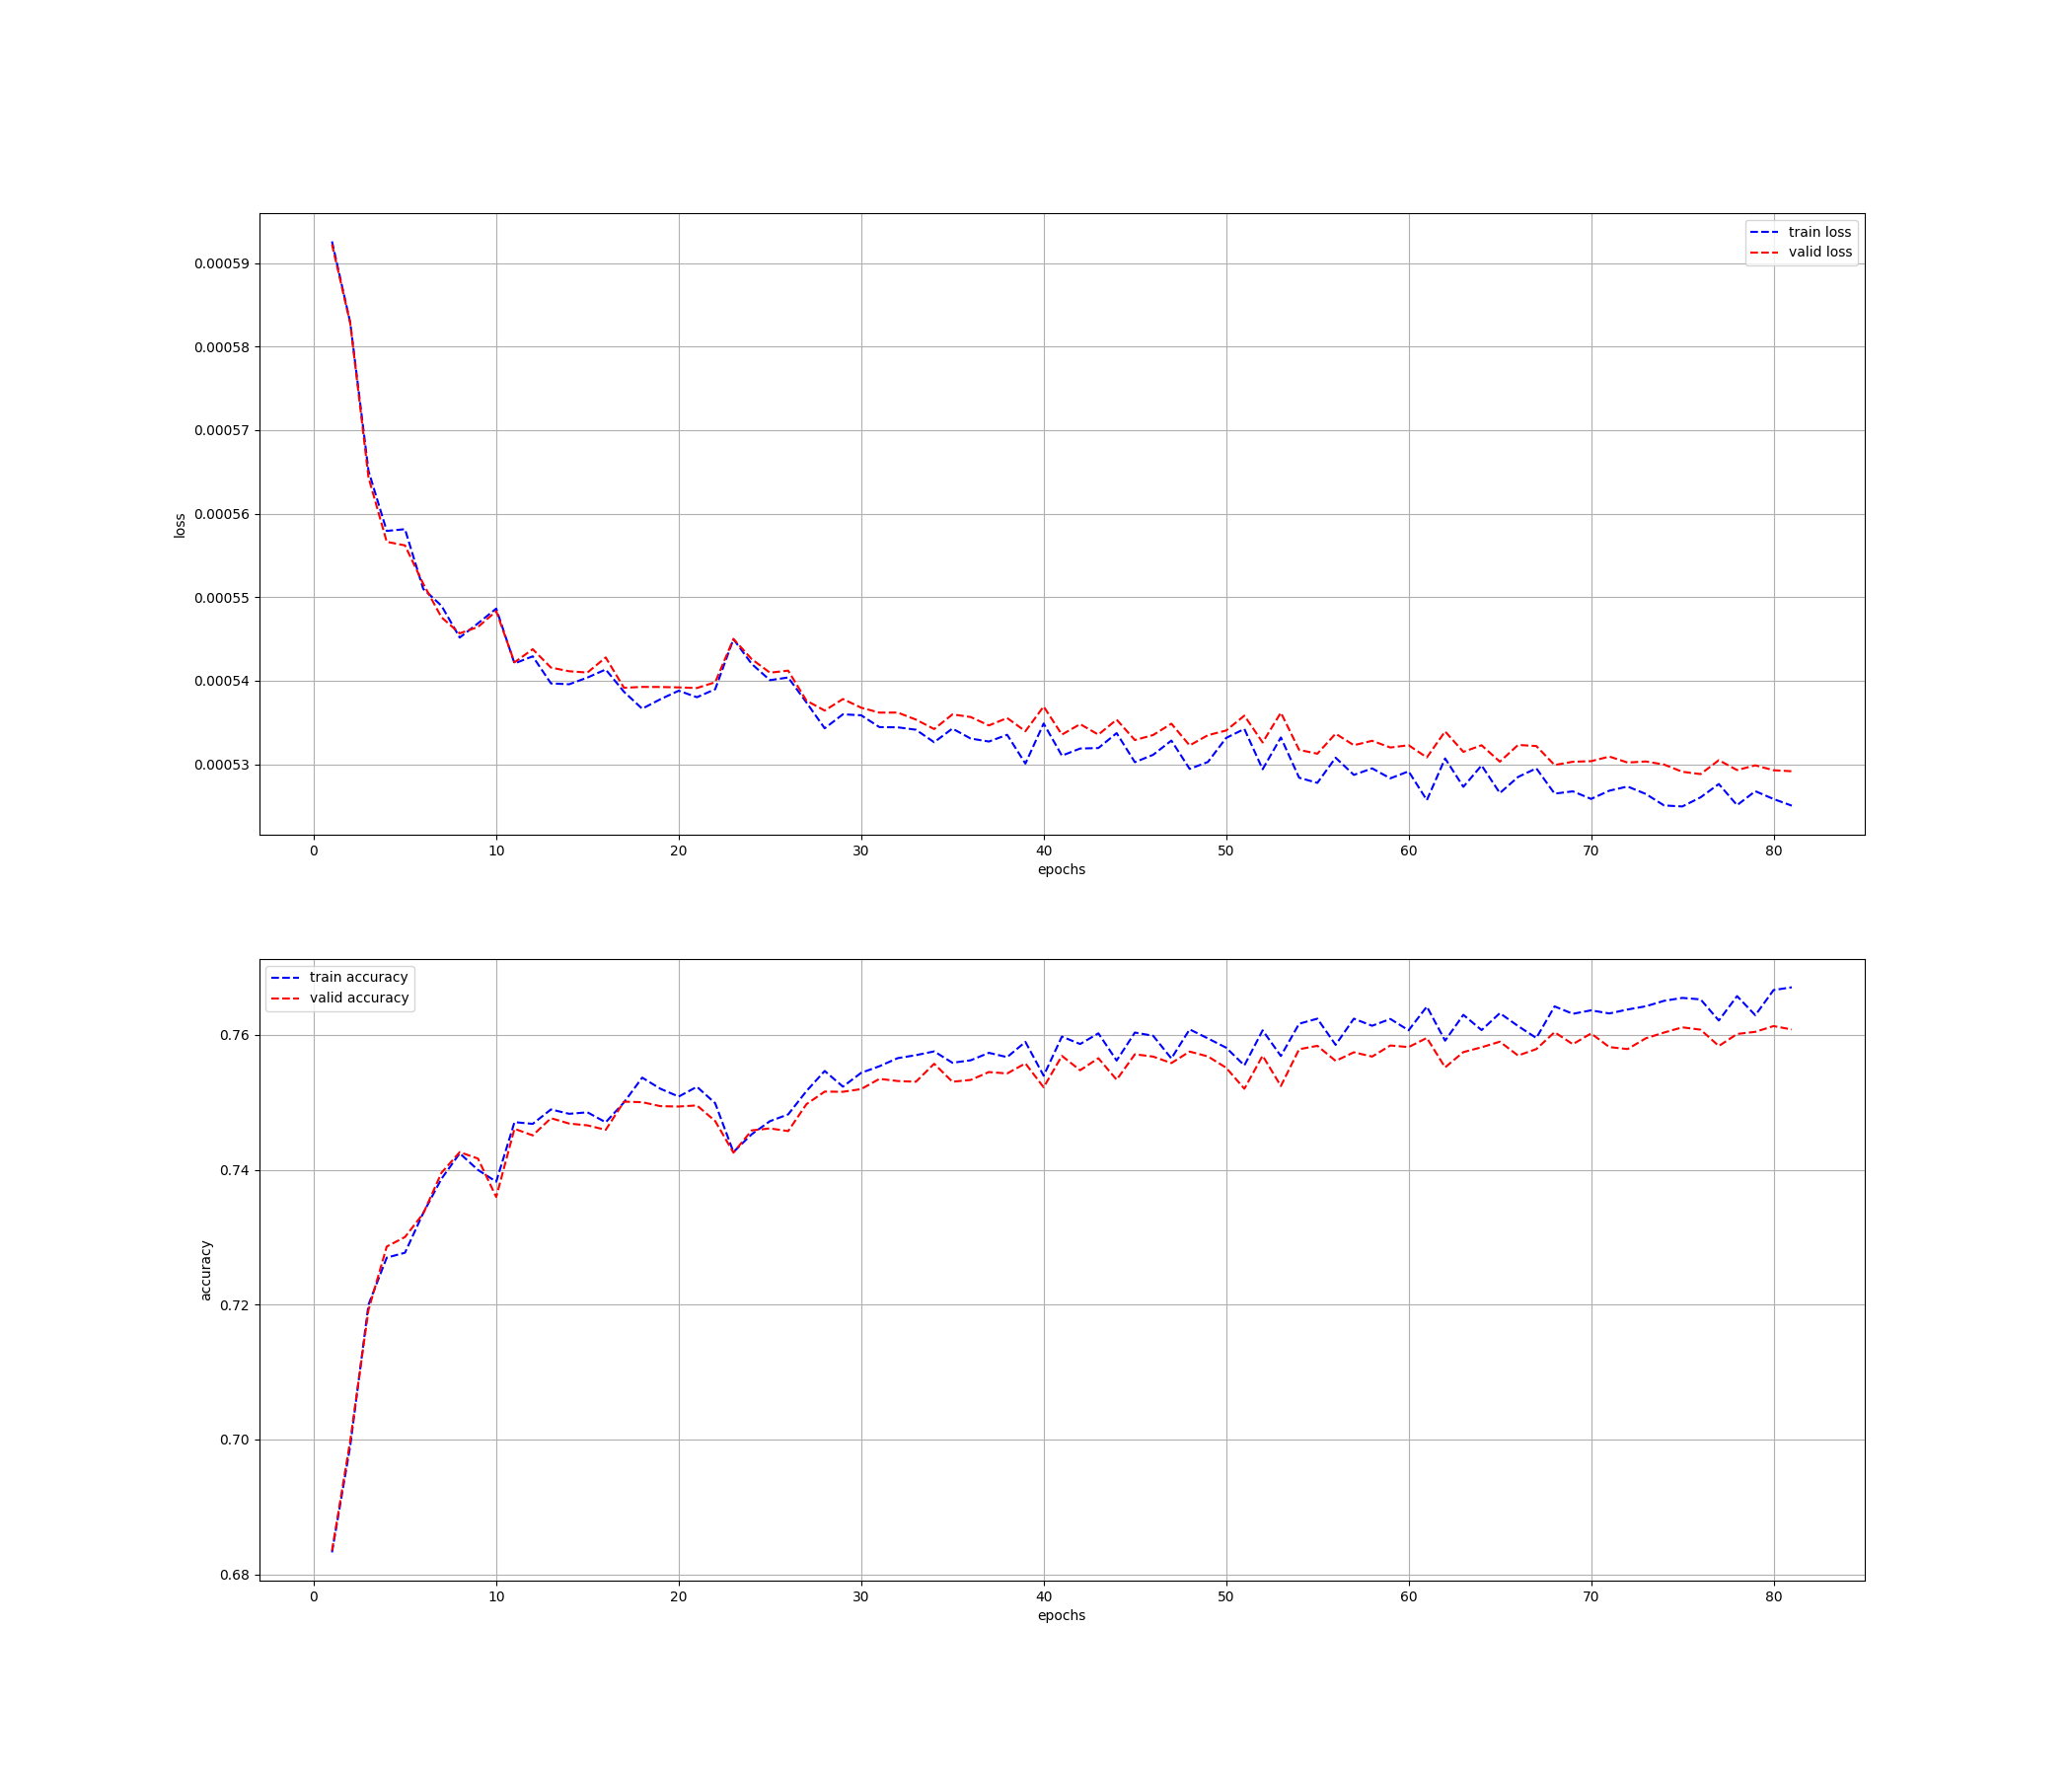 train loss
valid loss
0.00059
0.00058
0.00057
0.00056
0.00055
0.00054
0.00053
loss
0 10 20 30 40 50 60 70 80
epochs
train accuracy
valid accuracy
0.76
0.74
0.72
0.70
0.68
accuracy
0 10 20 30 40 50 60 70 80
epochs